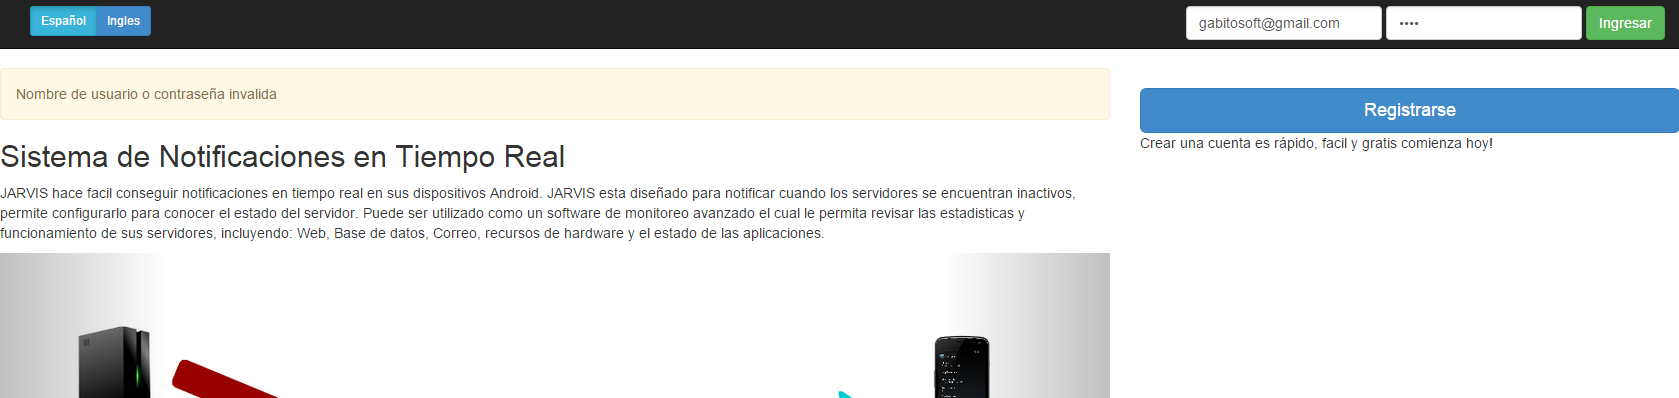 Español Ingles gabitosoft@gmail.com •••• Ingresar
Nombre de usuario o contraseña invalida
Registrarse
Crear una cuenta es rápido, facil y gratis comienza hoy!
Sistema de Notificaciones en Tiempo Real
JARVIS hace facil conseguir notificaciones en tiempo real en sus dispositivos Android. JARVIS esta diseñado para notificar cuando los servidores se encuentran inactivos,
permite configurarlo para conocer el estado del servidor. Puede ser utilizado como un software de monitoreo avanzado el cual le permita revisar las estadisticas y
funcionamiento de sus servidores, incluyendo: Web, Base de datos, Correo, recursos de hardware y el estado de las aplicaciones.